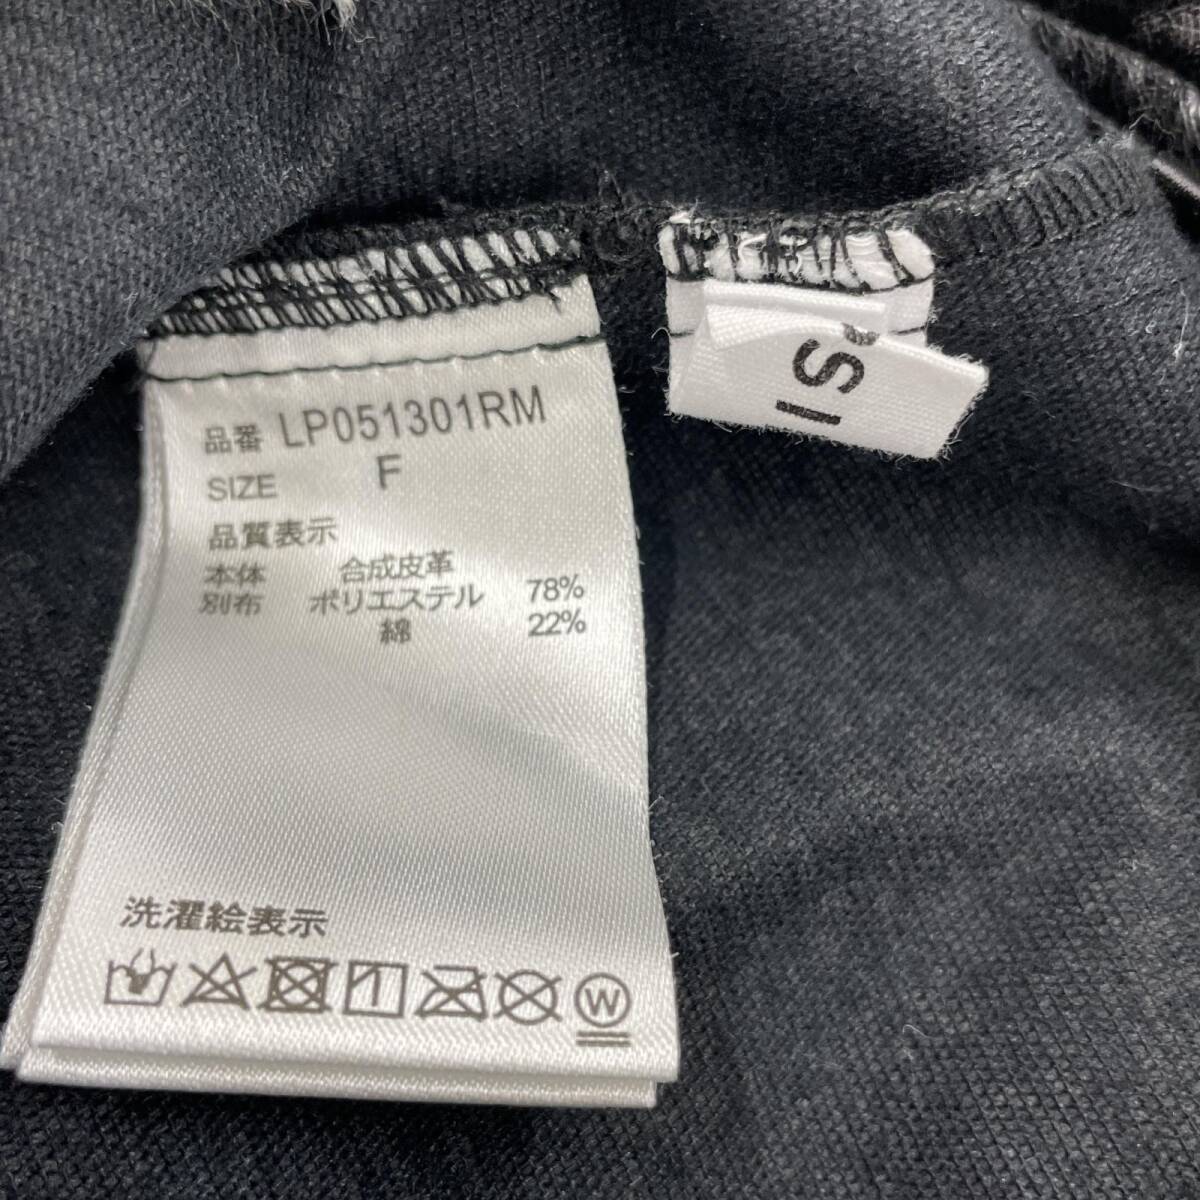 品番 LP051301RM
SIZE F
品質表示
本体 合成皮革
別布 ポリエステル 78%
綿 22%
洗濯絵表示
W
IS